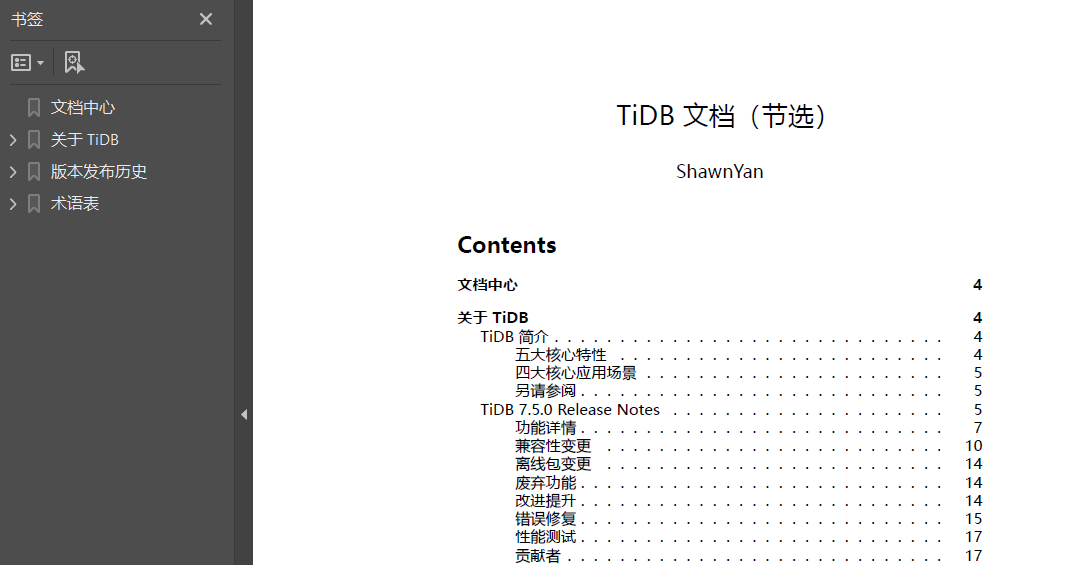 书签
文档中心
关于 TiDB
版本发布历史
术语表
TiDB 文档（节选）
ShawnYan
Contents
文档中心 4
关于 TiDB 4
TiDB 简介 . . . . . . . . . . . . . . . . . . . . . . . . . . . . . . 4
五大核心特性 . . . . . . . . . . . . . . . . . . . . . . . . . 4
四大核心应用场景 . . . . . . . . . . . . . . . . . . . . . . . 5
另请参阅 . . . . . . . . . . . . . . . . . . . . . . . . . . . . 5
TiDB 7.5.0 Release Notes . . . . . . . . . . . . . . . . . . . . . 5
功能详情 . . . . . . . . . . . . . . . . . . . . . . . . . . . . 7
兼容性变更 . . . . . . . . . . . . . . . . . . . . . . . . . . 10
离线包变更 . . . . . . . . . . . . . . . . . . . . . . . . . . 14
废弃功能 . . . . . . . . . . . . . . . . . . . . . . . . . . . . 14
改进提升 . . . . . . . . . . . . . . . . . . . . . . . . . . . . 14
错误修复 . . . . . . . . . . . . . . . . . . . . . . . . . . . . 15
性能测试 . . . . . . . . . . . . . . . . . . . . . . . . . . . . 17
贡献者 . . . . . . . . . . . . . . . . . . . . . . . . . . . . . 17